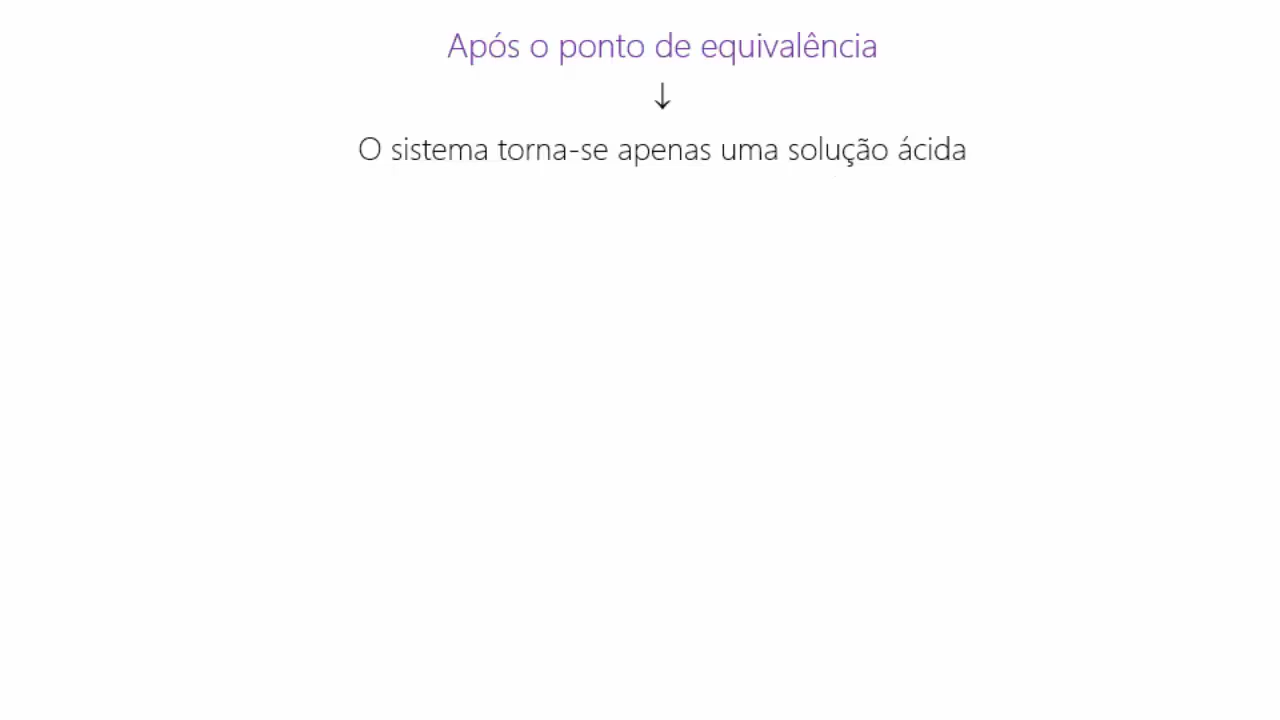 Após o ponto de equivalência
↓
O sistema torna-se apenas uma solução ácida